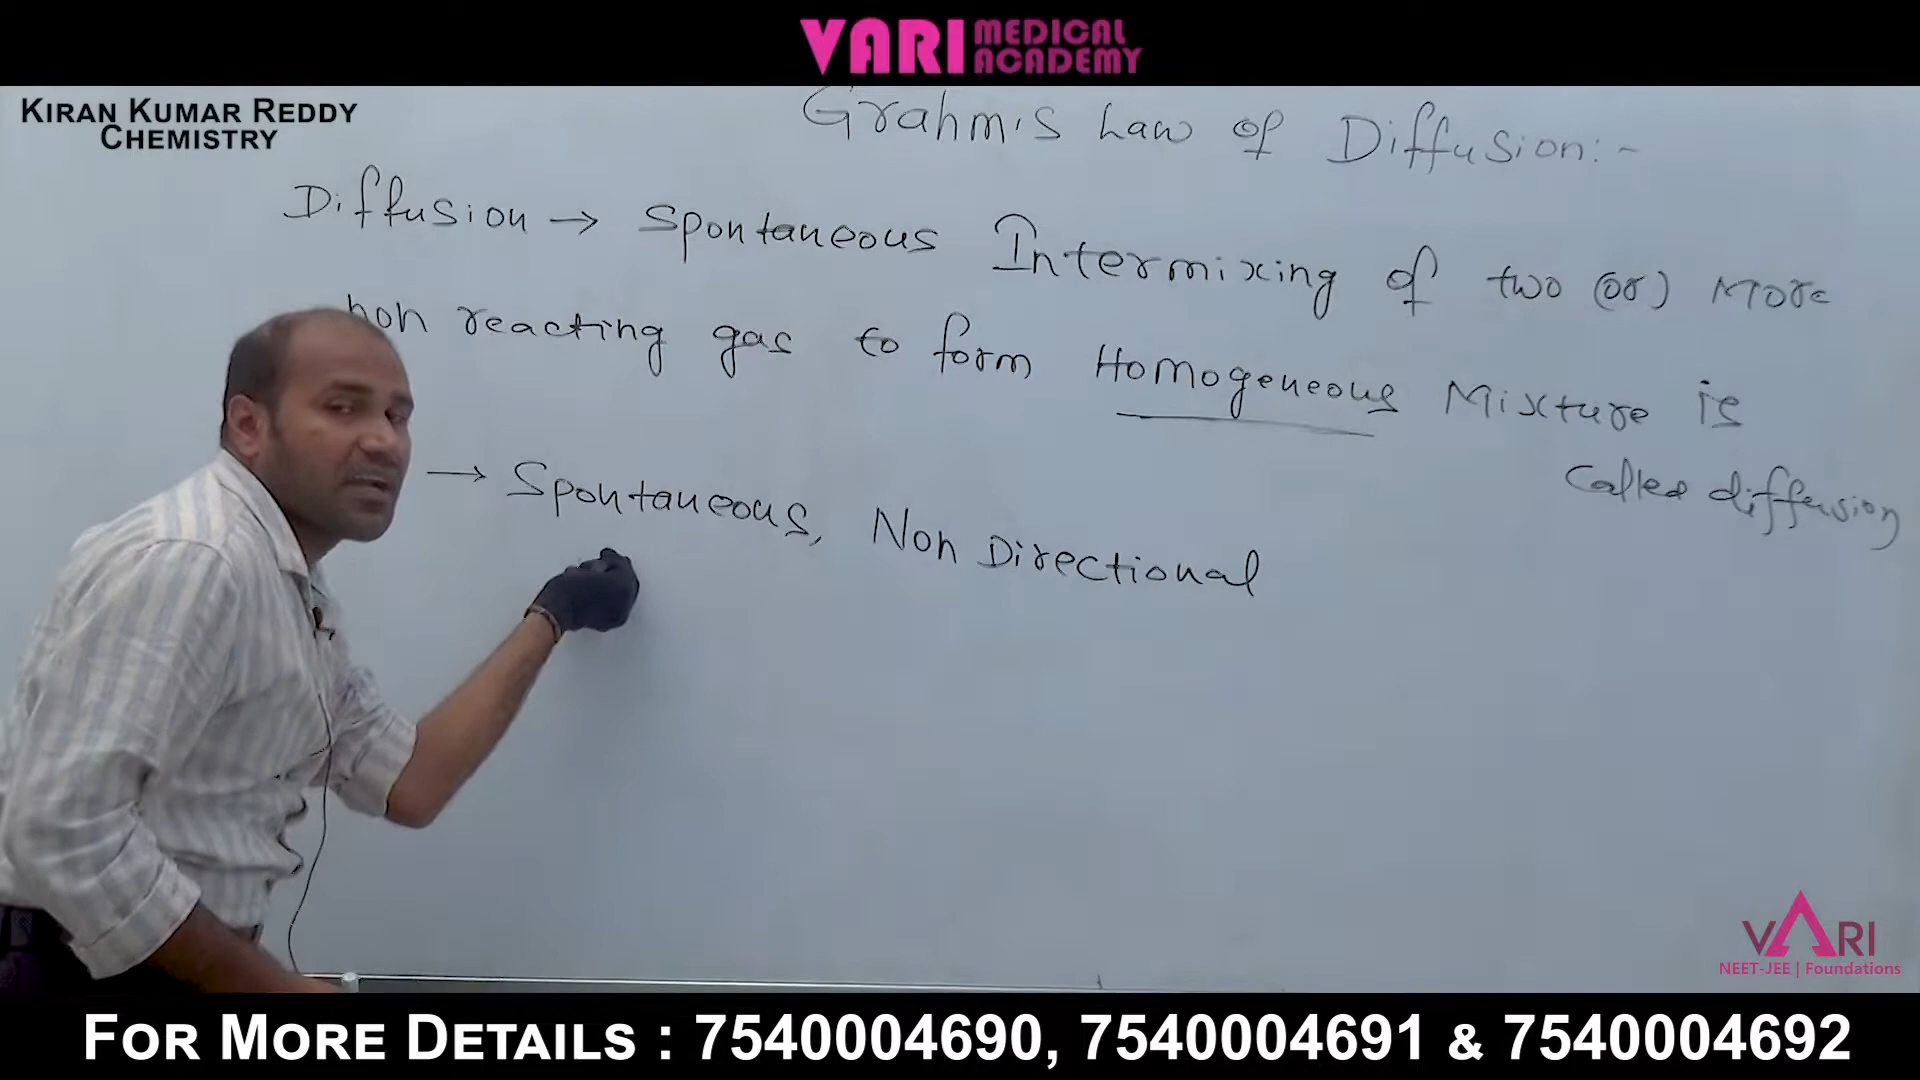 VARI MEDICAL ACADEMY
KIRAN KUMAR REDDY
CHEMISTRY
Grahm's Law of Diffusion:-
Diffusion → Spontaneous Intermixing of two (or) More
non reacting gas to form Homogeneous Mixture is
called diffusion
→ Spontaneous, Non Directional
VARI
NEET-JEE | Foundations
FOR MORE DETAILS : 7540004690, 7540004691 & 7540004692